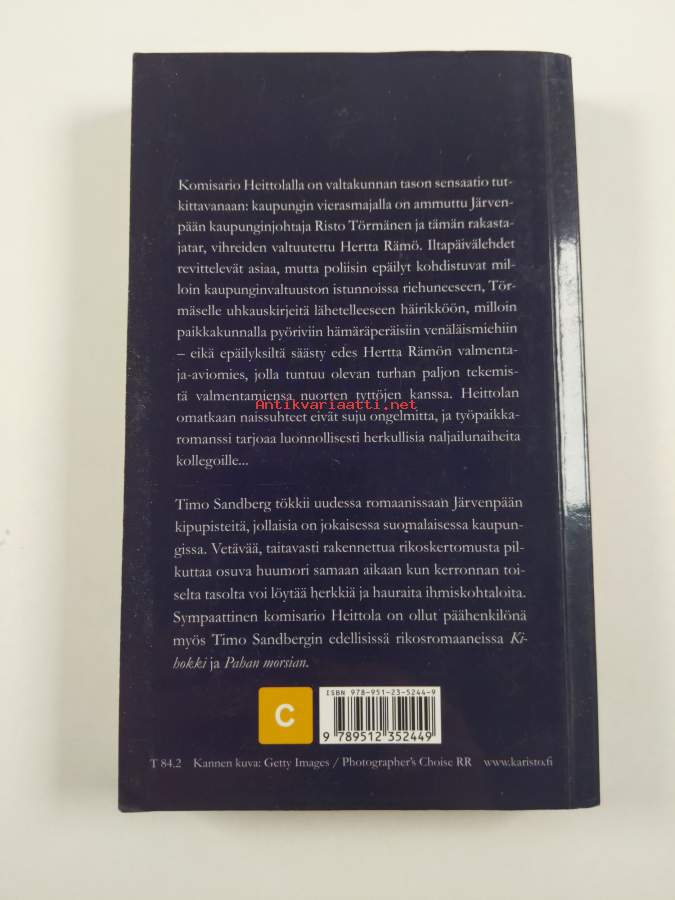 Komisario Heittolalla on valtakunnan tason sensaatio tut-
kittavanaan: kaupungin vierasmajalla on ammuttu Järven-
pään kaupunginjohtaja Risto Törmänen ja tämän rakasta-
jatar, vihreiden valtuutettu Hertta Rämö. Iltapäivälehdet
revittelevät asiaa, mutta poliisin epäilyt kohdistuvat mil-
loin kaupunginvaltuuston istunnoissa riehuneeseen, Tör-
mäselle uhkauskirjeitä lähetelleeseen häirikköön, milloin
paikkakunnalla pyöriviin hämäräperäisiin venäläismiehiin
– eikä epäilyksiltä säästy edes Hertta Rämön valmenta-
ja-aviomies, jolla tuntuu olevan turhan paljon tekemis-
tä valmentamiensa nuorten tyttöjen kanssa. Heittolan
Antikvariaatti.net
omatkaan naissuhteet eivät suju ongelmitta, ja työpaikka-
romanssi tarjoaa luonnollisesti herkullisia naljailunaiheita
kollegoille...
Timo Sandberg tökkii uudessa romaanissaan Järvenpään
kipupisteitä, jollaisia on jokaisessa suomalaisessa kaupun-
gissa. Vetävää, taitavasti rakennettua rikoskertomusta pil-
kuttaa osuva huumori samaan aikaan kun kerronnan toi-
selta tasolta voi löytää herkkiä ja hauraita ihmiskohtaloita.
Sympaattinen komisario Heittola on ollut päähenkilönä
myös Timo Sandbergin edellisissä rikosromaaneissa Ki-
hokki ja Pahan morsian.
C
ISBN 978-951-23-5244-9
9 789512 352449
T 84.2 Kannen kuva: Getty Images / Photographer's Choise RR www.karisto.fi